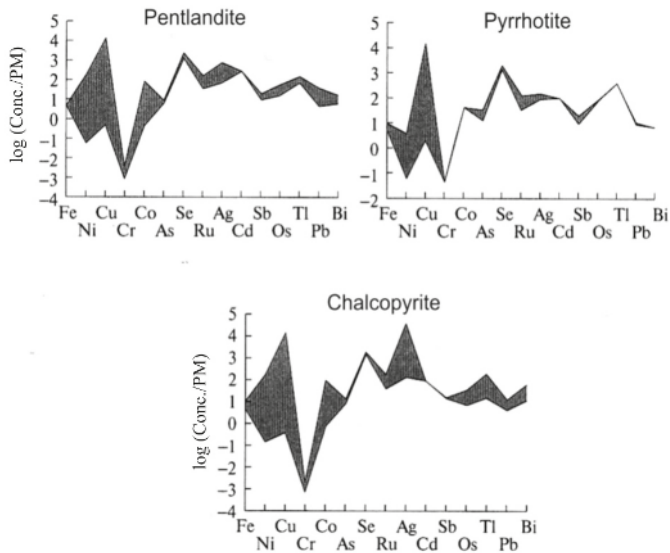 Pentlandite
log (Conc./PM)
5
4
3
2
1
0
−1
−2
−3
−4
Fe Cu Co Se Ag Sb Tl Bi
Ni Cr As Ru Cd Os Pb
Pyrrhotite
5
4
3
2
1
0
−1
−2
Fe Cu Co Se Ag Sb Tl Bi
Ni Cr As Ru Cd Os Pb
Chalcopyrite
log (Conc./PM)
5
4
3
2
1
0
−1
−2
−3
−4
Fe Cu Co Se Ag Sb Tl Bi
Ni Cr As Ru Cd Os Pb